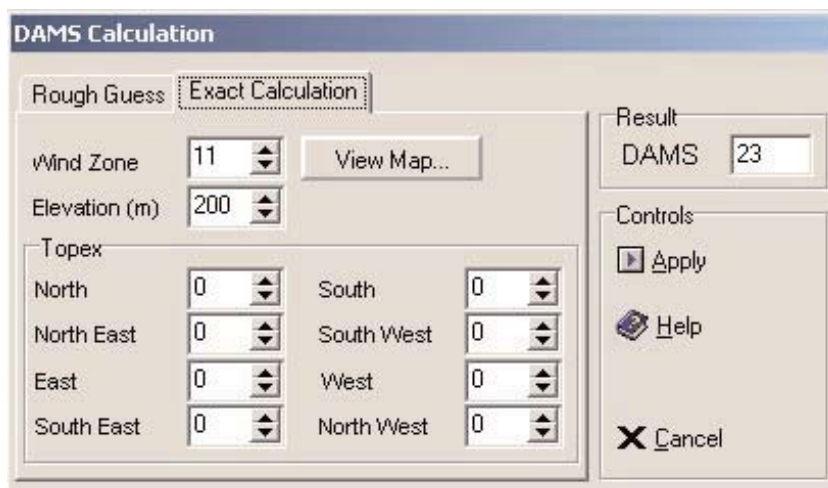 DAMS Calculation
Rough Guess
Exact Calculation
Wind Zone
11
View Map...
Elevation (m)
200
Topex
North
0
South
0
North East
0
South West
0
East
0
West
0
South East
0
North West
0
Result
DAMS
23
Controls
Apply
Help
Cancel